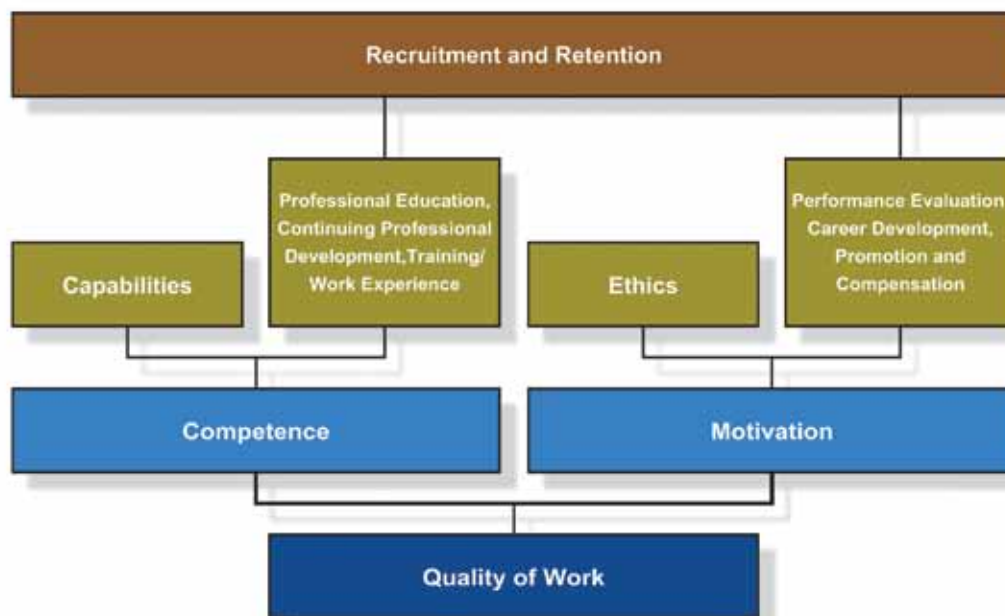 Recruitment and Retention
Capabilities
Professional Education,
Continuing Professional
Development,Training/
Work Experience
Ethics
Performance Evaluation
Career Development,
Promotion and
Compensation
Competence
Motivation
Quality of Work